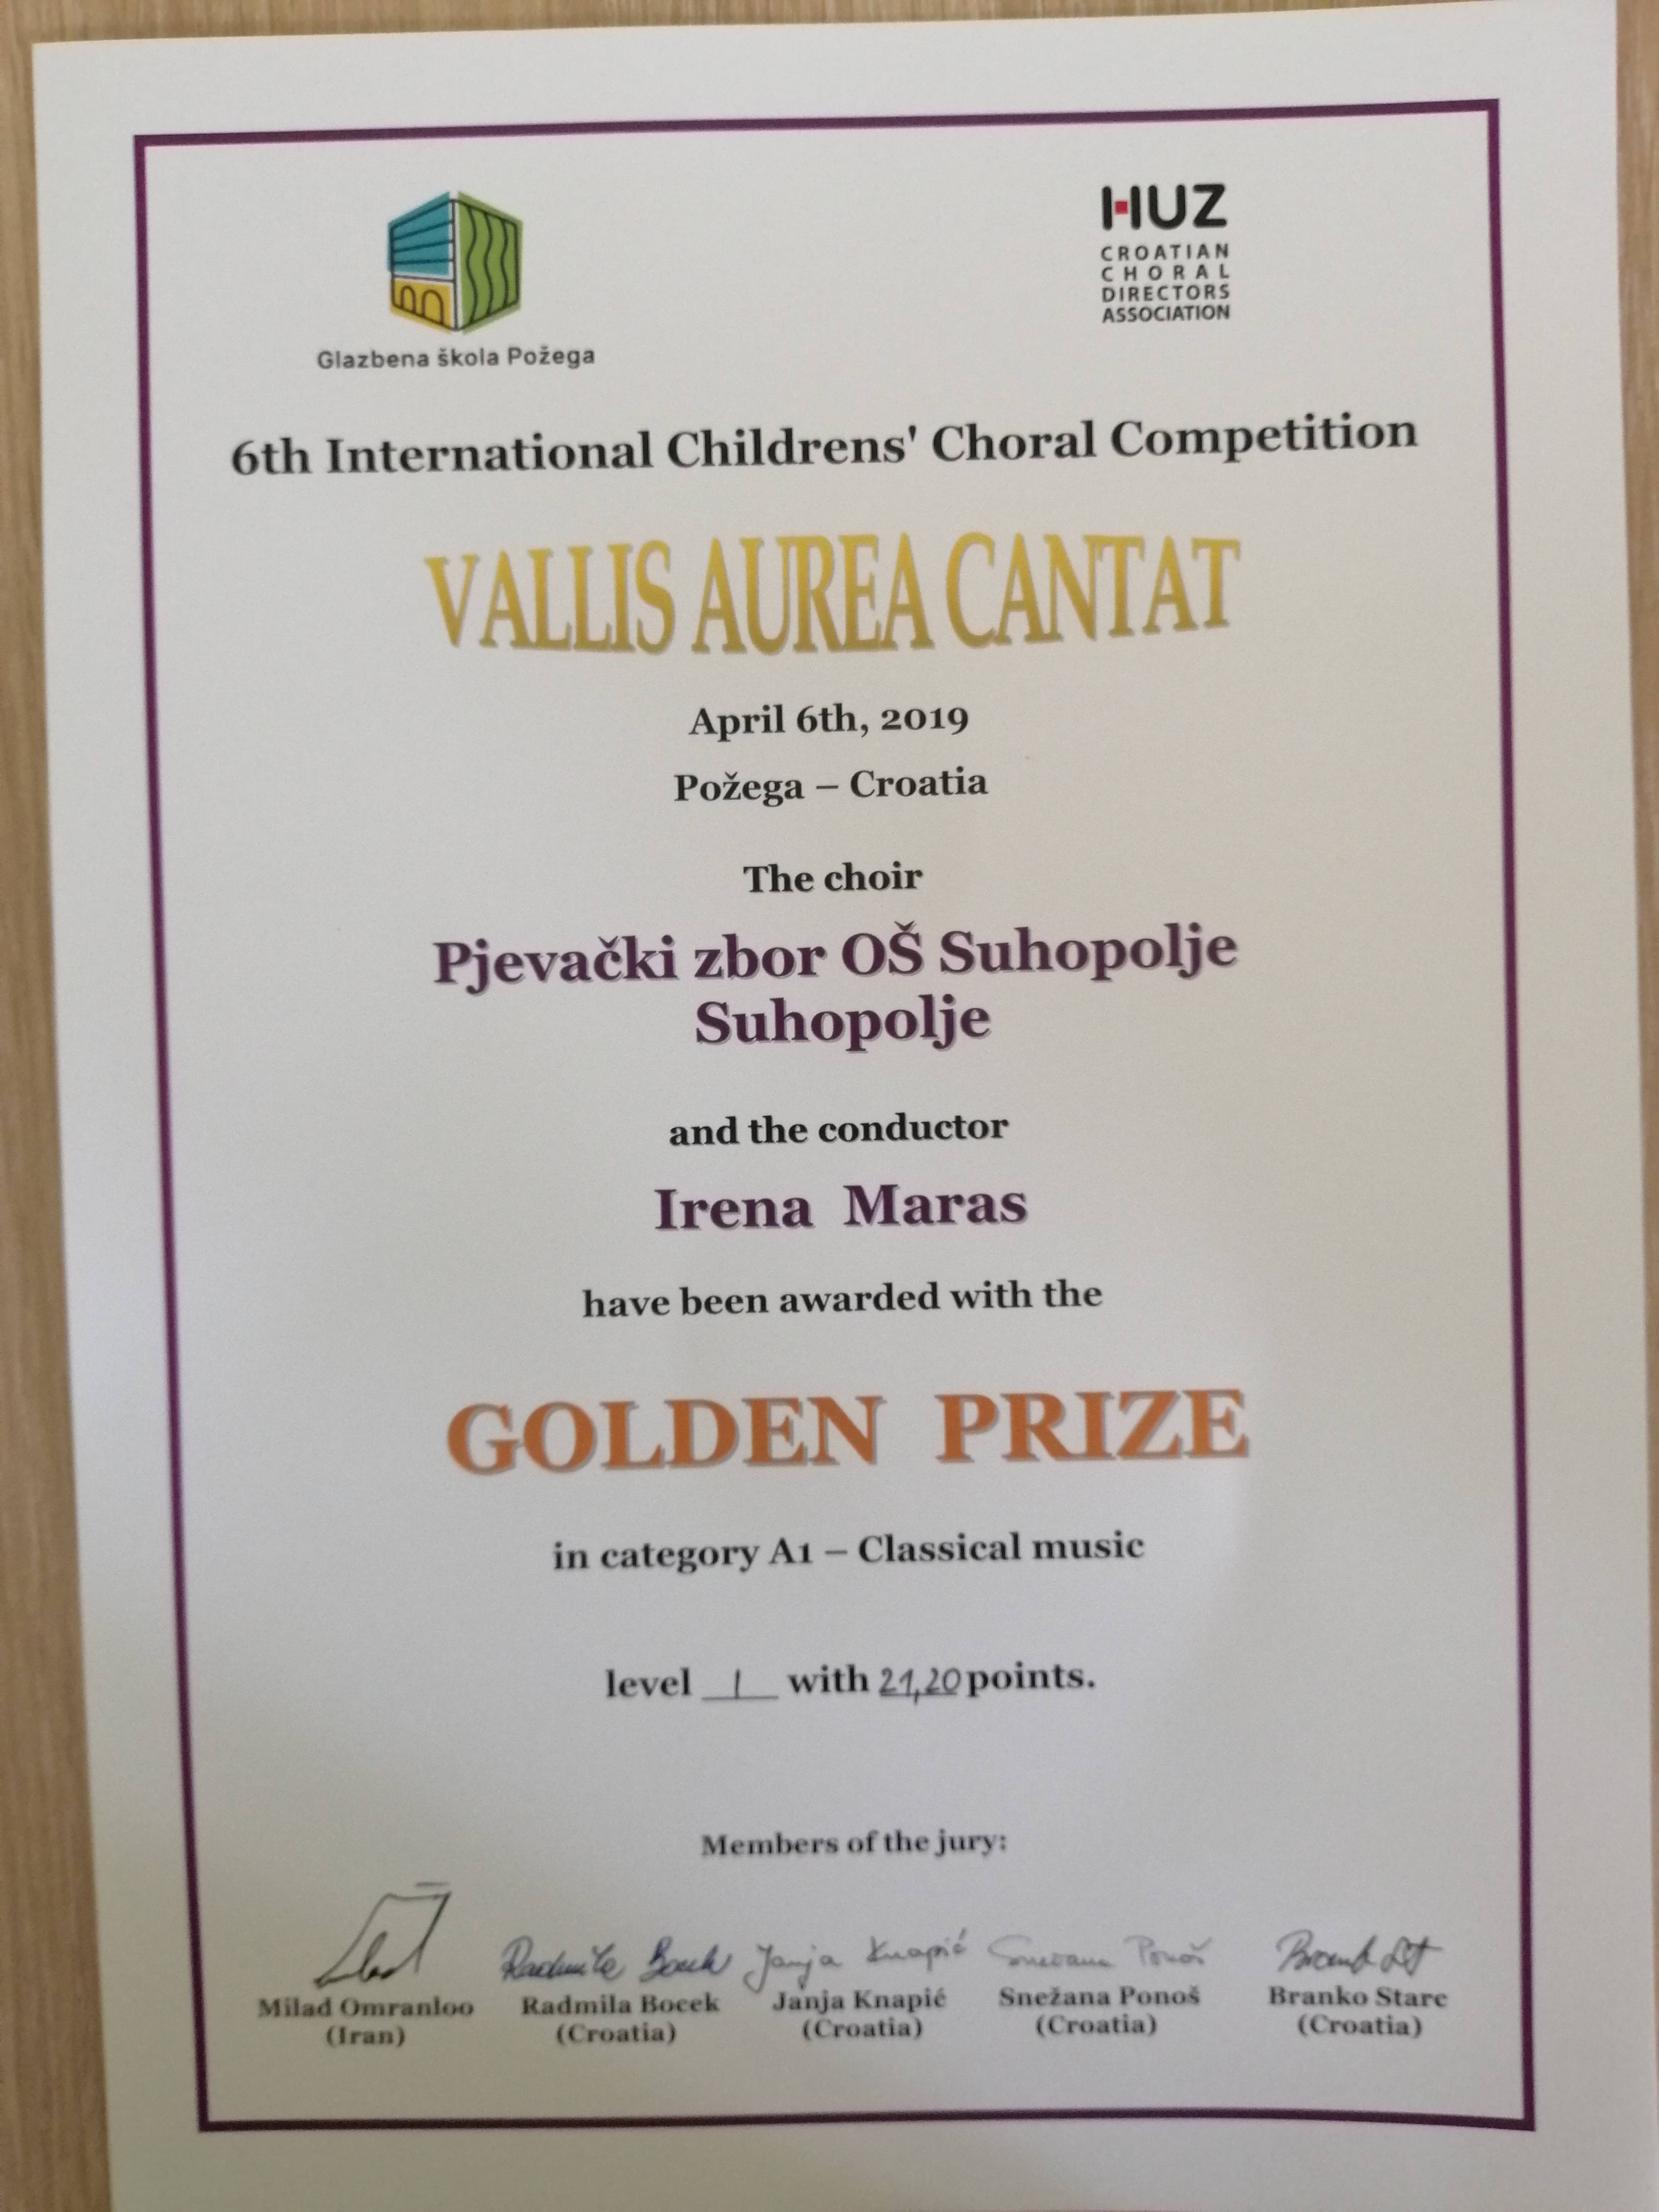 HUZ
CROATIAN
CHORAL
DIRECTORS
ASSOCIATION
Glazbena škola Požega
6th International Childrens' Choral Competition
VALLIS AUREA CANTAT
April 6th, 2019
Požega – Croatia
The choir
Pjevački zbor OŠ Suhopolje
Suhopolje
and the conductor
Irena Maras
have been awarded with the
GOLDEN PRIZE
in category A1 – Classical music
level I with 21,20 points.
Members of the jury:
Radmila Bocek Janja Knapić Snežana Ponoš
Milad Omranloo Radmila Bocek Janja Knapić Snežana Ponoš Branko Starc
(Iran) (Croatia) (Croatia) (Croatia) (Croatia)